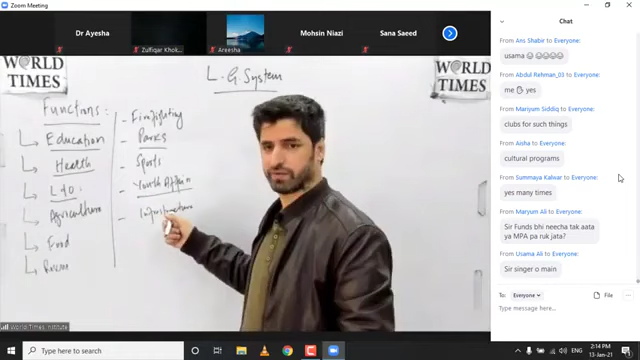 Zoom Meeting
Dr Ayesha
Zulfiqar Khok...
Areesha
Mohsin Niazi
Sana Saeed
WORLD
TIMES
L.G. System
WORLD
TIMES
Functions:
Education
Health
Agriculture
Food
Firefighting
Parks
Sports
Youth Affairs
Infrastructure
World Times Institute
Chat
From Ans Shabir to Everyone:
usama 😄😄😄😄😄
From Abdul Rehman_03 to Everyone:
me ✋ yes
From Mariyum Siddiq to Everyone:
clubs for such things
From Aisha to Everyone:
cultural programs
From Summaya Kalwar to Everyone:
yes many times
From Maryum Ali to Everyone:
Sir Funds bhi neecha tak aata
ya MPA pa ruk jata?
From Usama Ali to Everyone:
Sir singer o main
To: Everyone
File
Type message here...
Type here to search
2:14 PM
13-Jan-21